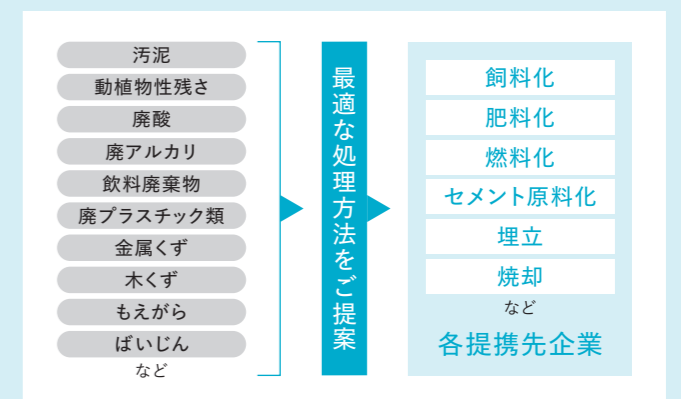 汚泥
動植物性残さ
廃酸
廃アルカリ
飲料廃棄物
廃プラスチック類
金属くず
木くず
もえがら
ばいじん
など
最適な処理方法をご提案
飼料化
肥料化
燃料化
セメント原料化
埋立
焼却
など
各提携先企業